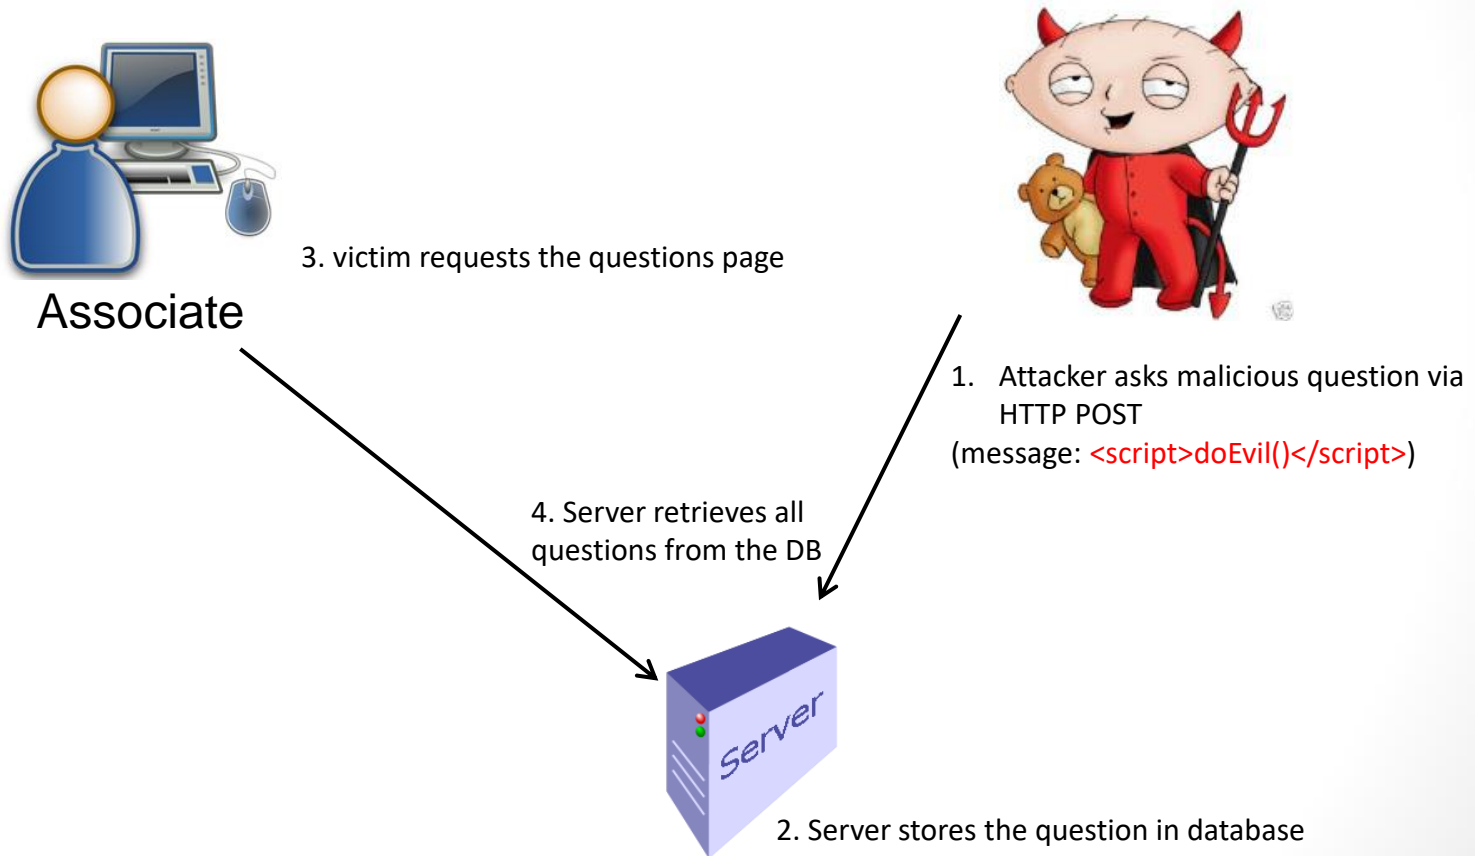 3. victim requests the questions page
Associate
1. Attacker asks malicious question via
HTTP POST
(message: <script>doEvil()</script>)
4. Server retrieves all
questions from the DB
Server
2. Server stores the question in database